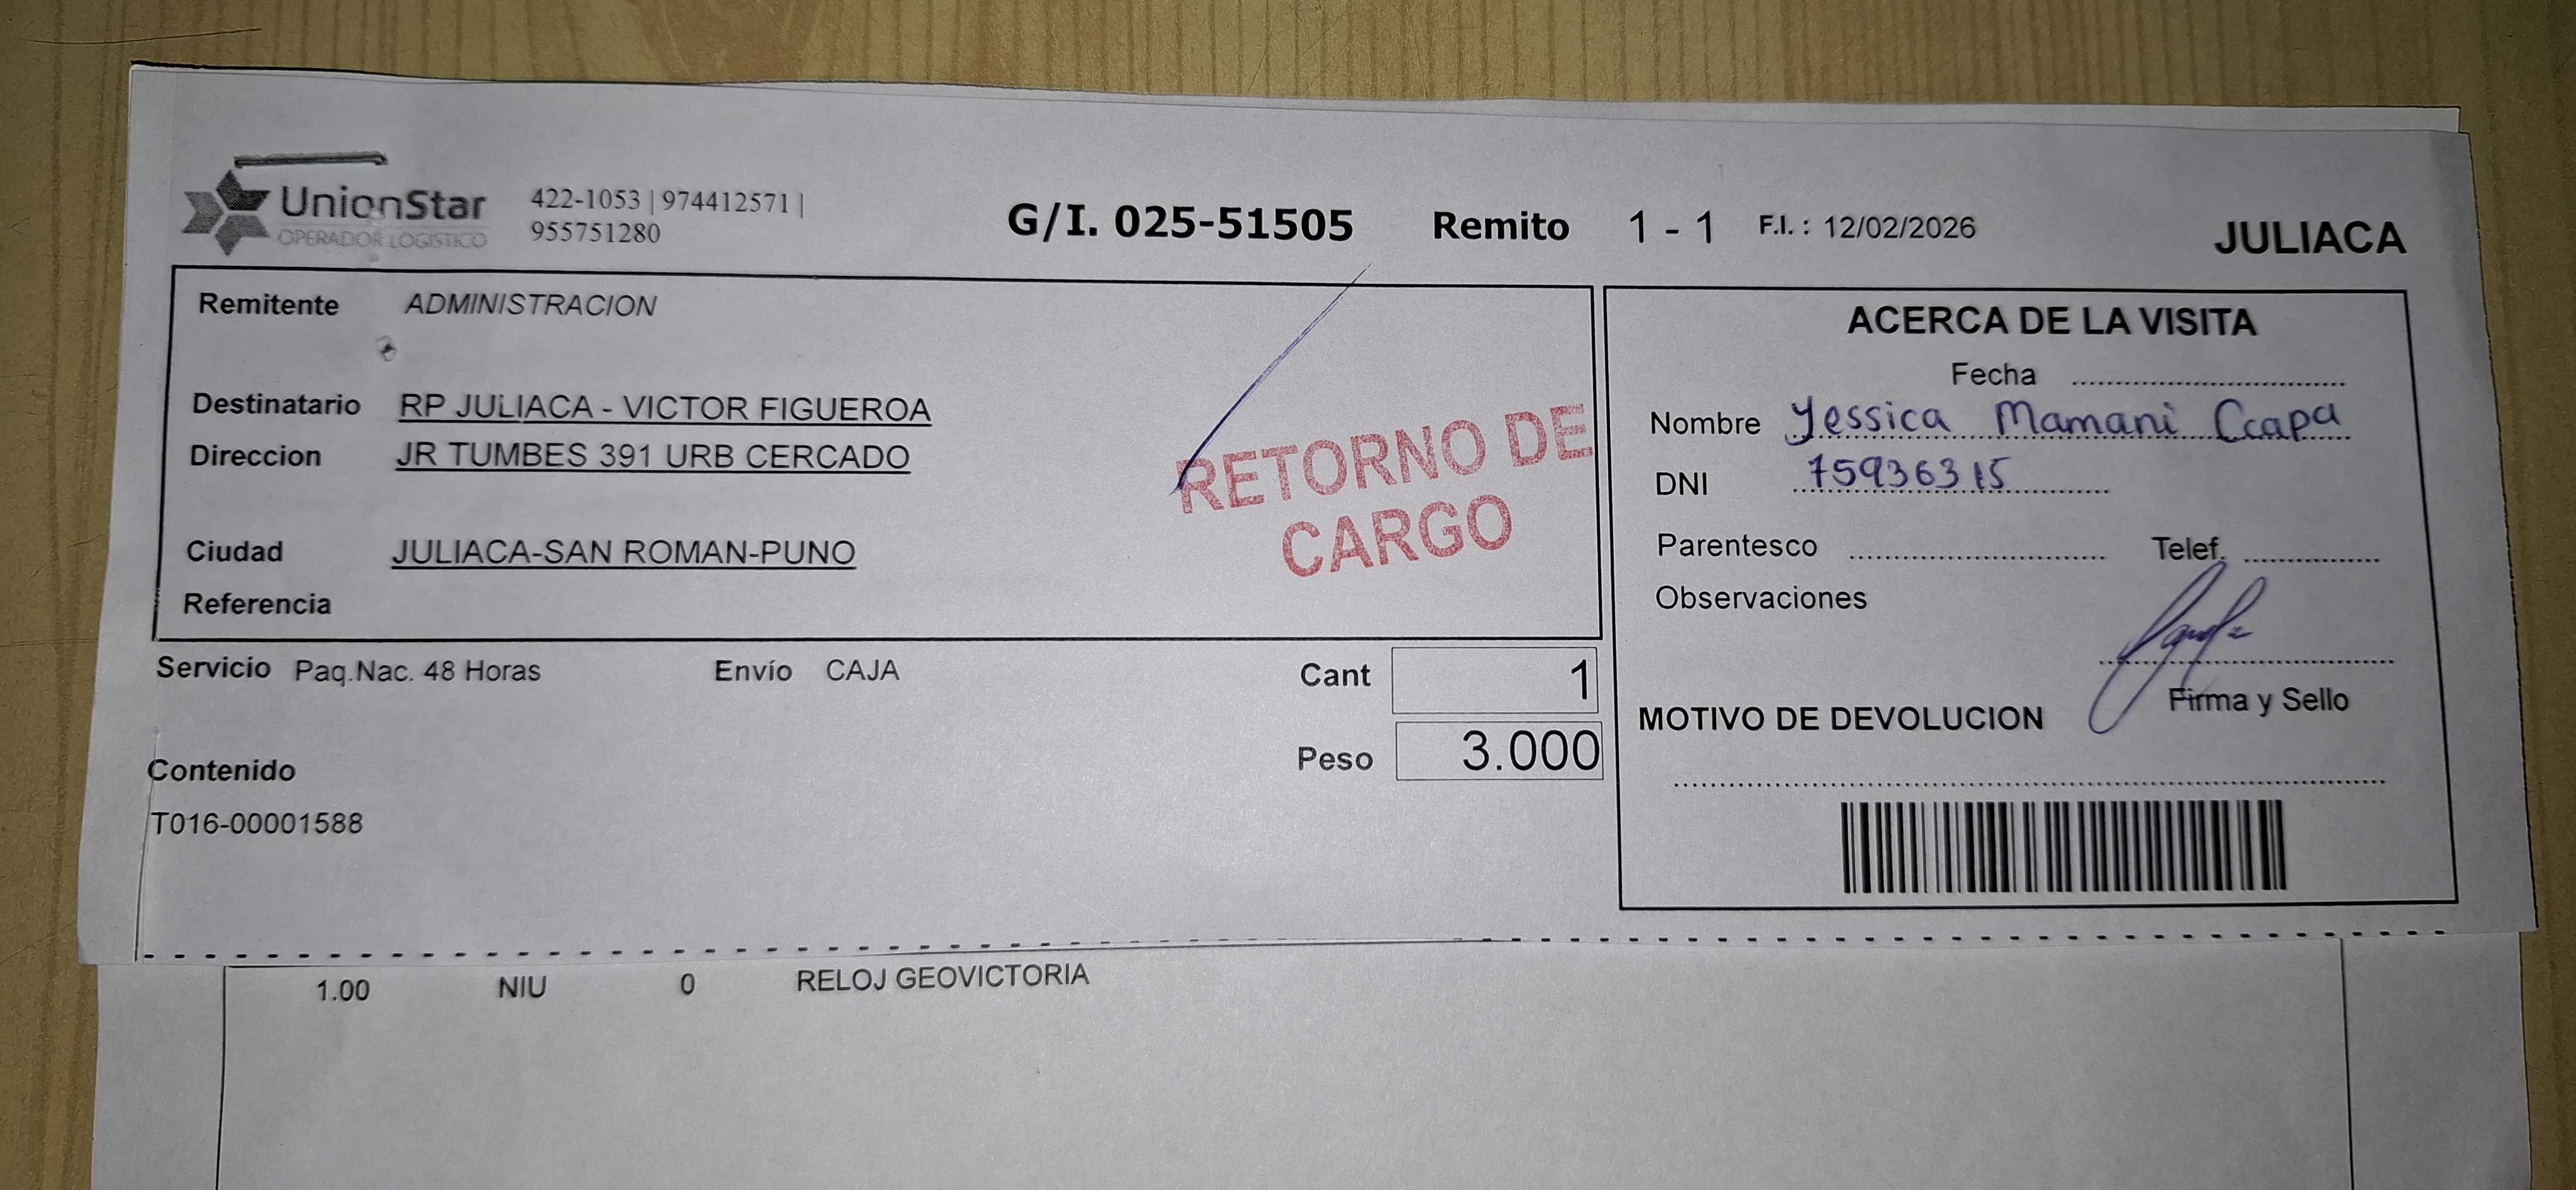 UnionStar
OPERADOR LOGÍSTICO
422-1053 | 974412571 |
955751280
G/I. 025-51505 Remito 1 - 1 F.I. : 12/02/2026 JULIACA
Remitente ADMINISTRACION
Destinatario RP JULIACA - VICTOR FIGUEROA
Direccion JR TUMBES 391 URB CERCADO
Ciudad JULIACA-SAN ROMAN-PUNO
Referencia
RETORNO DE
CARGO
Servicio Paq.Nac. 48 Horas Envío CAJA Cant 1
Peso 3.000
Contenido
T016-00001588
ACERCA DE LA VISITA
Fecha
Nombre Yessica Mamani Ccapa
DNI 75936315
Parentesco Telef.
Observaciones
Firma y Sello
MOTIVO DE DEVOLUCION
1.00 NIU 0 RELOJ GEOVICTORIA